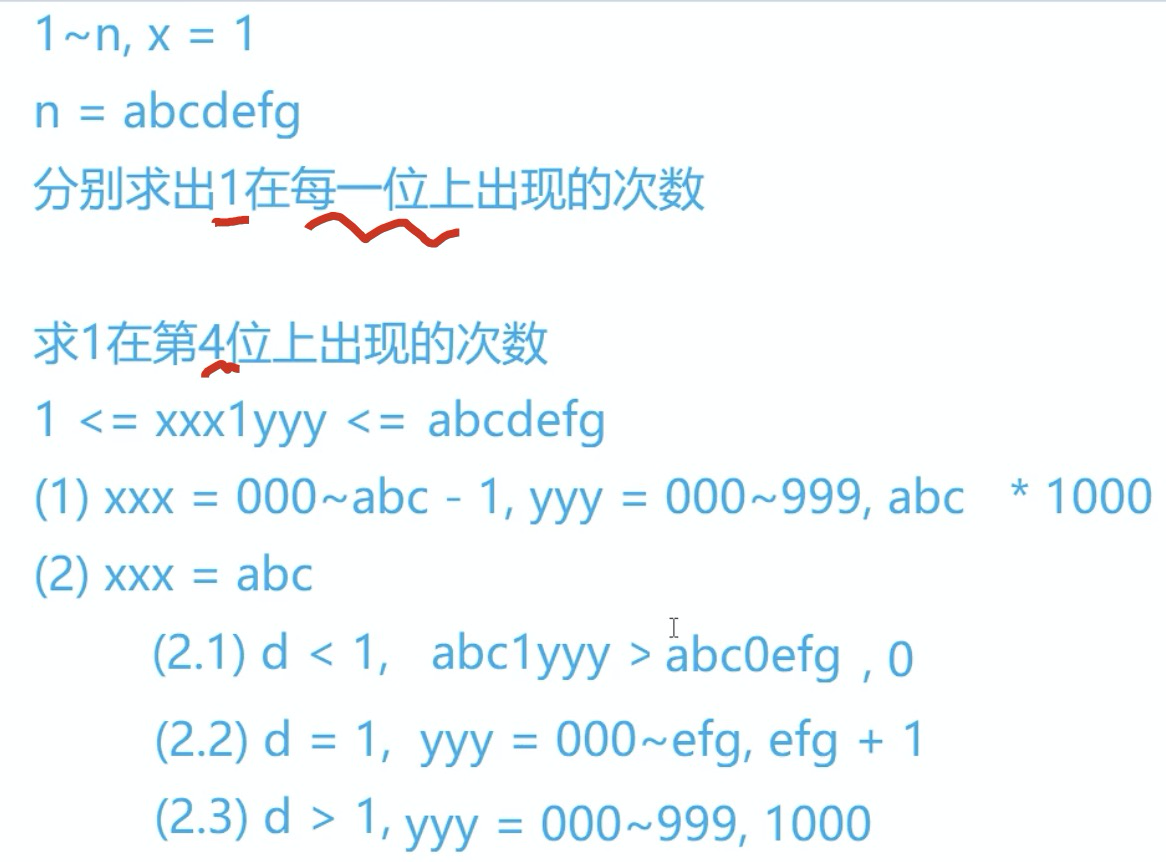 1~n, x = 1
n = abcdefg
分别求出1在每一位上出现的次数
求1在第4位上出现的次数
1 <= xxx1yyy <= abcdefg
(1) xxx = 000~abc - 1, yyy = 000~999, abc * 1000
(2) xxx = abc
(2.1) d < 1, abc1yyy > abc0efg , 0
(2.2) d = 1, yyy = 000~efg, efg + 1
(2.3) d > 1, yyy = 000~999, 1000